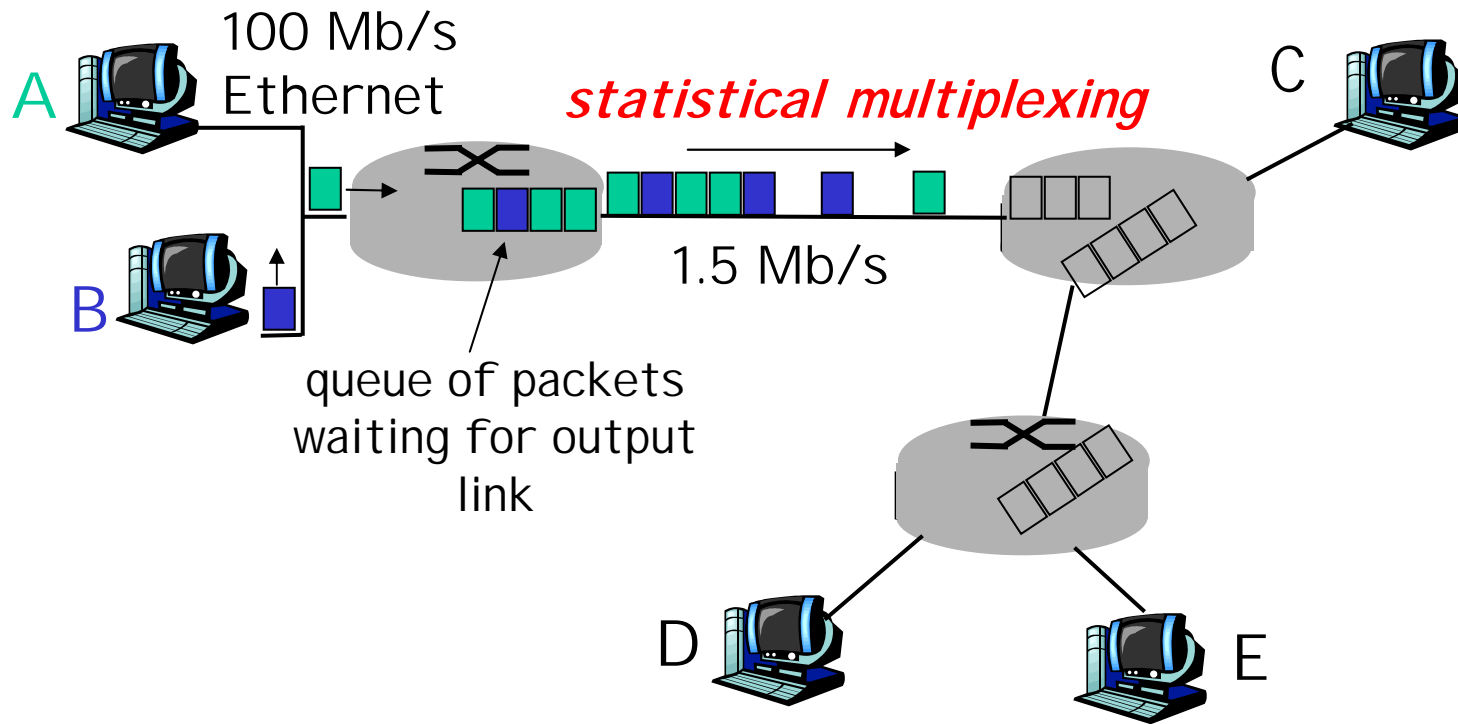 A
100 Mb/s
Ethernet
statistical multiplexing
C
B
1.5 Mb/s
queue of packets
waiting for output
link
D
E